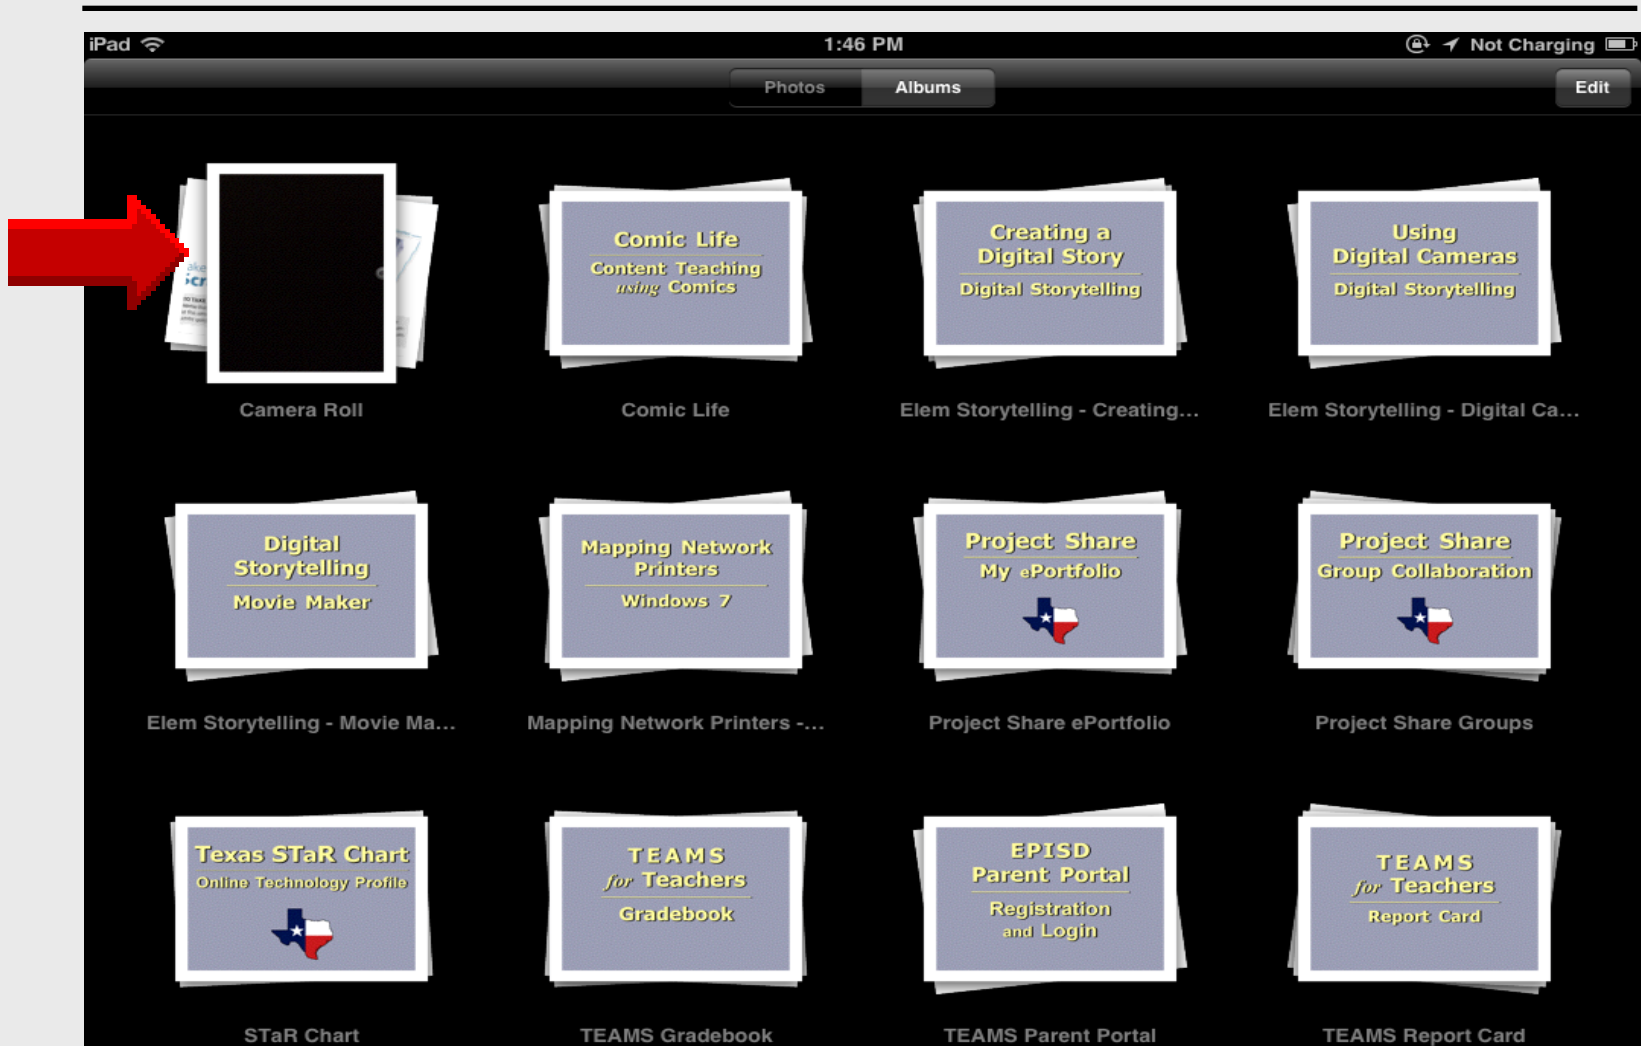 iPad
1:46 PM
Not Charging
Photos
Albums
Edit
Comic Life
Content Teaching
using Comics
Creating a
Digital Story
Digital Storytelling
Using
Digital Cameras
Digital Storytelling
Camera Roll
Comic Life
Elem Storytelling - Creating...
Elem Storytelling - Digital Ca...
Digital
Storytelling
Movie Maker
Mapping Network
Printers
Windows 7
Project Share
My ePortfolio
Project Share
Group Collaboration
Elem Storytelling - Movie Ma...
Mapping Network Printers -...
Project Share ePortfolio
Project Share Groups
Texas STaR Chart
Online Technology Profile
TEAMS
for Teachers
Gradebook
EPISD
Parent Portal
Registration
and Login
TEAMS
for Teachers
Report Card
STaR Chart
TEAMS Gradebook
TEAMS Parent Portal
TEAMS Report Card